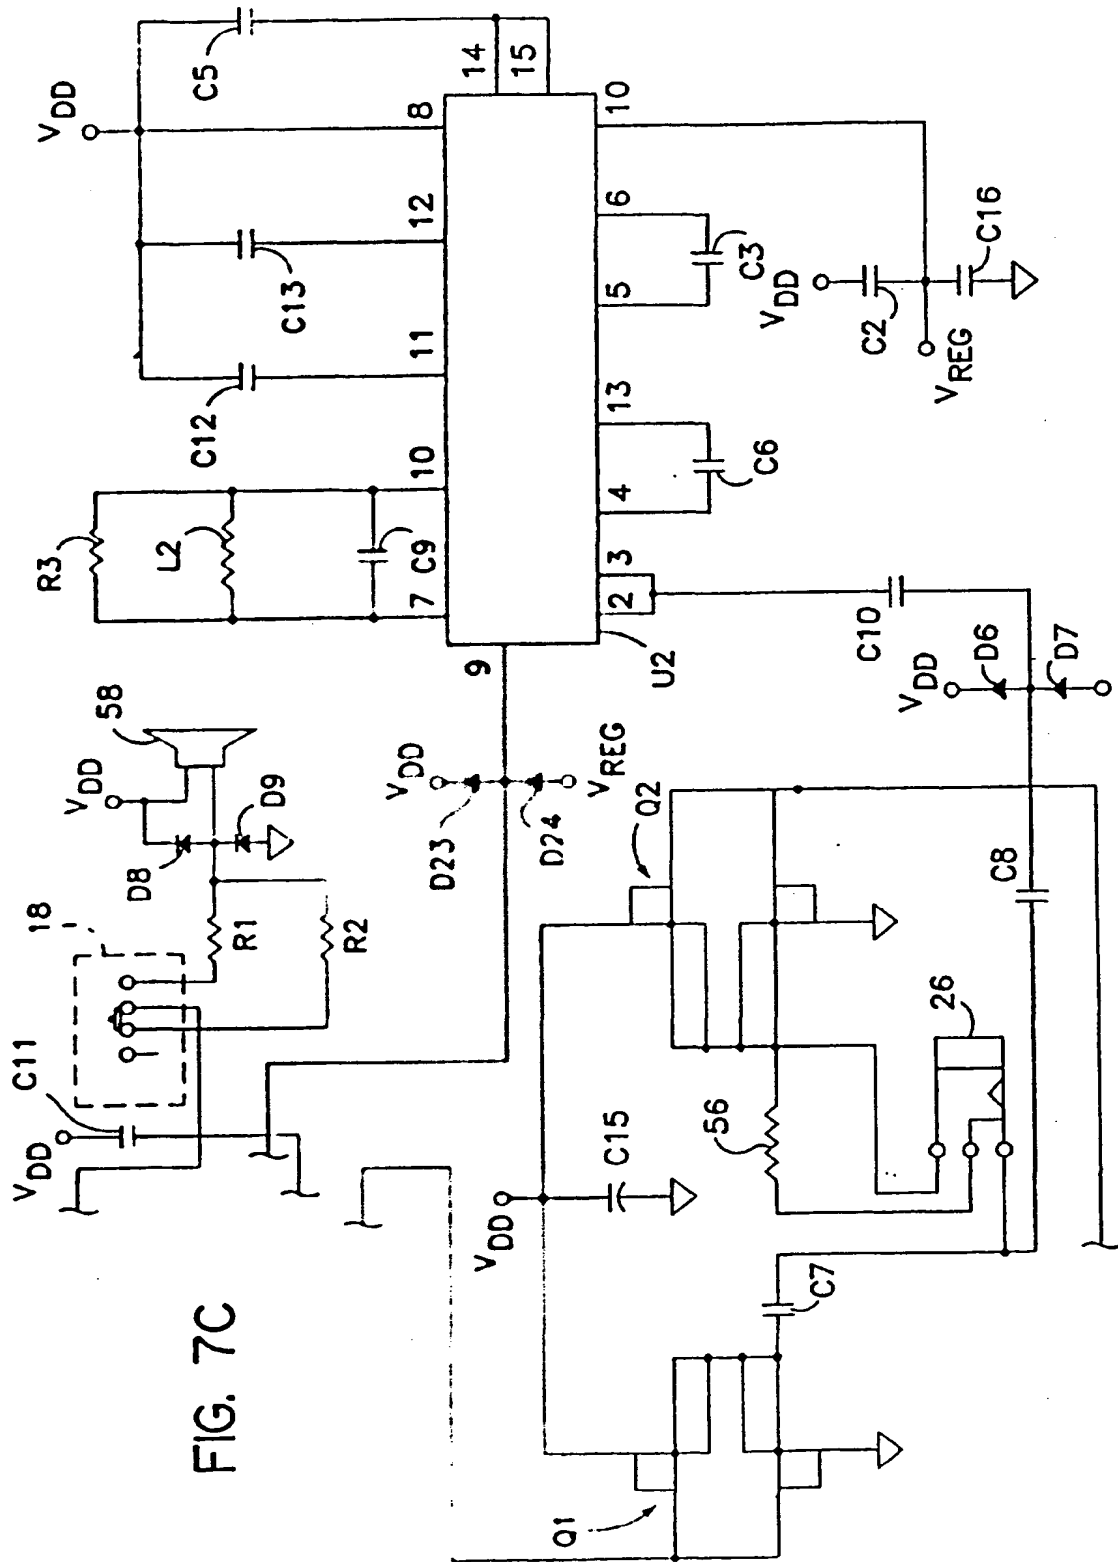 FIG. 7C
V_DD
C11
18
D8
V_DD
58
D9
R1
R2
R3
L2
C9
V_DD
C12
C13
C5
7
10
11
12
8
14
15
9
U2
2
3
4
13
5
6
10
D23
V_DD
D24
V_REG
C6
C3
V_DD
C2
C16
V_REG
C10
V_DD
D6
D7
Q1
V_DD
C15
Q2
56
C7
26
C8